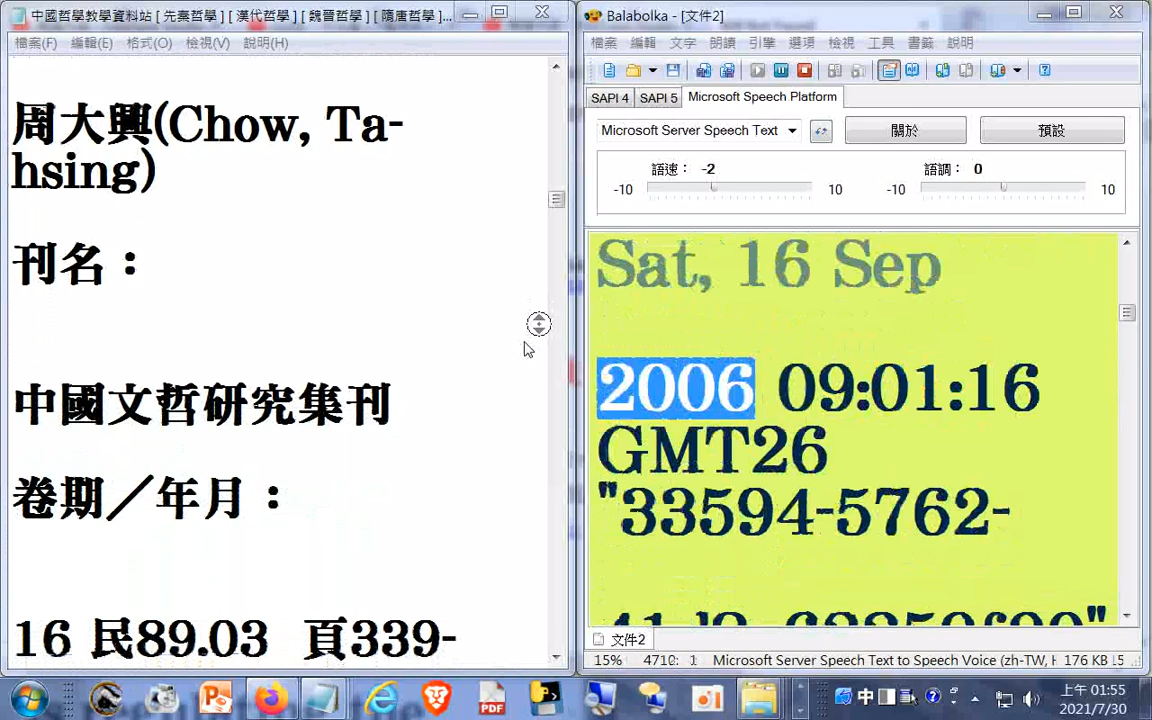 中國哲學教學資料站 [ 先秦哲學 ] [ 漢代哲學 ] [ 魏晉哲學 ] [ 隋唐哲學 ]...
檔案(F) 編輯(E) 格式(O) 檢視(V) 說明(H)
周大興(Chow, Ta-
hsing)
刊名：
中國文哲研究集刊
卷期／年月：
16 民89.03 頁339-
Balabolka - [文件2]
檔案 編輯 文字 朗讀 引擎 選項 檢視 工具 書籤 說明
SAPI 4 SAPI 5 Microsoft Speech Platform
Microsoft Server Speech Text 關於 預設
語速： -2 語調： 0
-10 10 -10 10
Sat, 16 Sep
2006 09:01:16
GMT26
"33594-5762-
文件2
15% 4710: 1 Microsoft Server Speech Text to Speech Voice (zh-TW, H 176 KB
中
上午 01:55
2021/7/30